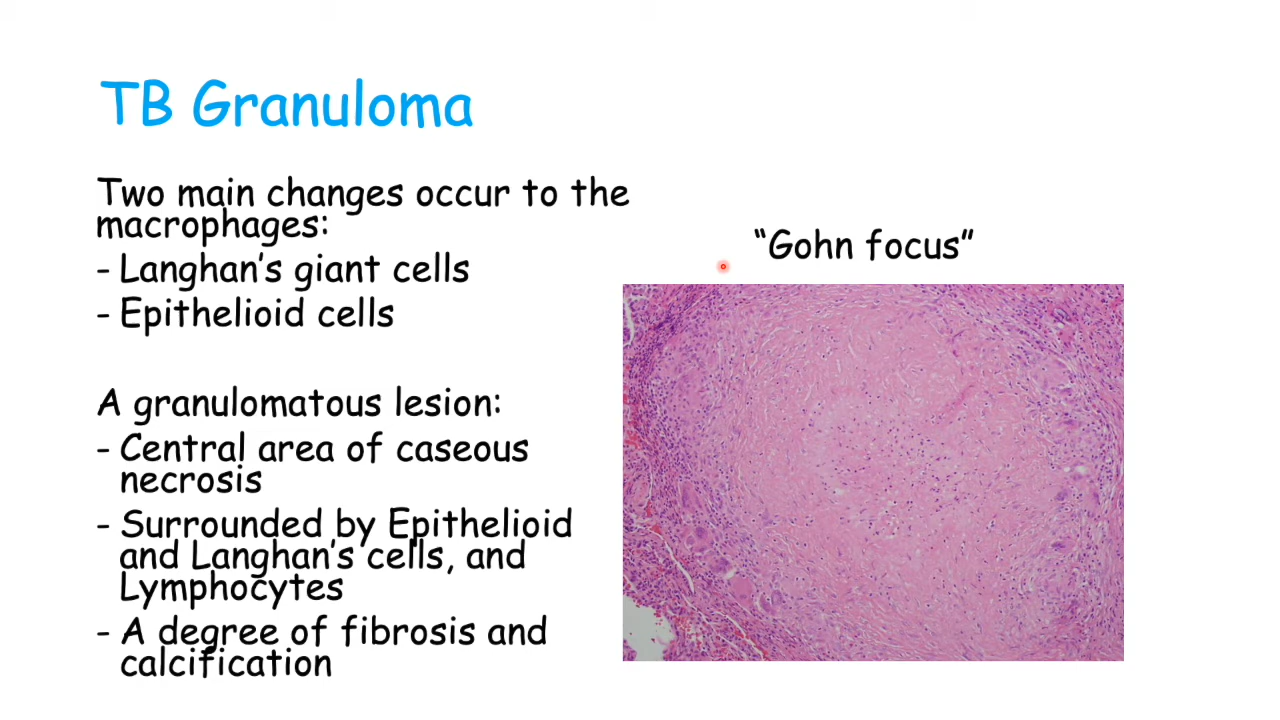 TB Granuloma
Two main changes occur to the
macrophages:
- Langhan's giant cells
- Epithelioid cells
A granulomatous lesion:
- Central area of caseous
necrosis
- Surrounded by Epithelioid
and Langhan's cells, and
Lymphocytes
- A degree of fibrosis and
calcification
"Gohn focus"